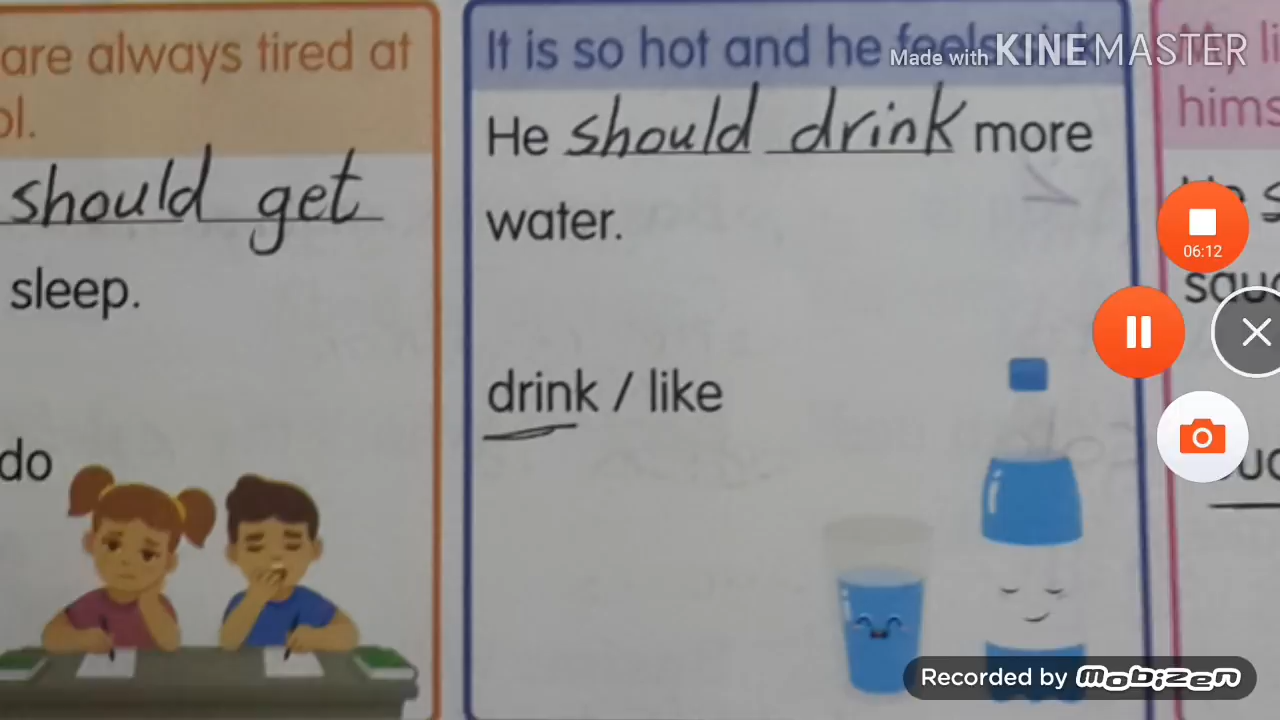 are always tired at
ol.
should get
sleep.
do
It is so hot and he feels
He should drink more
water.
drink / like
hims
Made with KINEMASTER
06:12
Recorded by mobizen